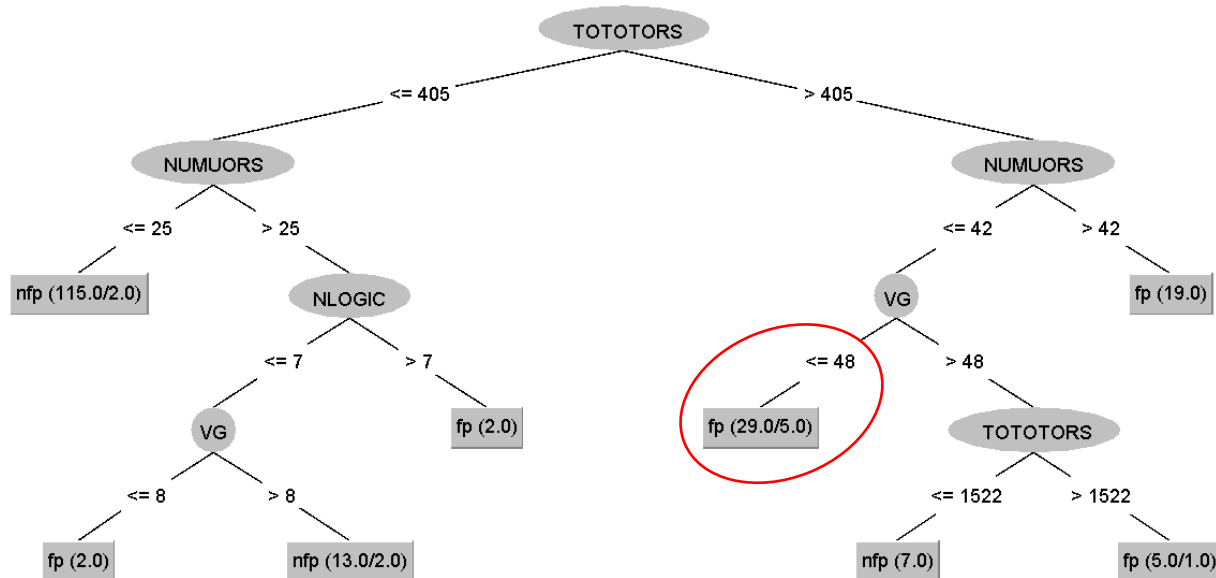 TOTOTORS
<= 405
> 405
NUMUORS
NUMUORS
<= 25
> 25
<= 42
> 42
nfp (115.0/2.0)
NLOGIC
VG
fp (19.0)
<= 7
> 7
<= 48
> 48
VG
fp (2.0)
fp (29.0/5.0)
TOTOTORS
<= 8
> 8
<= 1522
> 1522
fp (2.0)
nfp (13.0/2.0)
nfp (7.0)
fp (5.0/1.0)